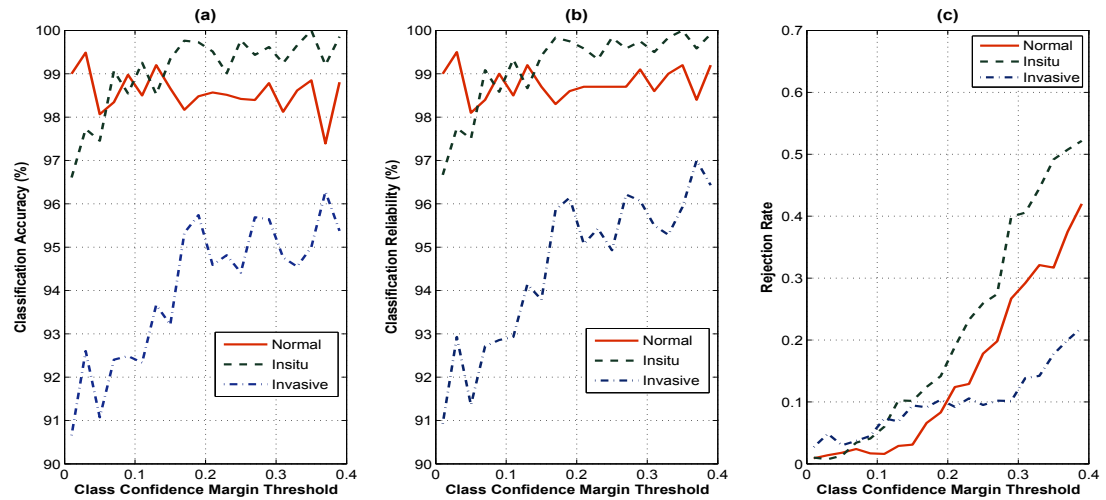 (a)
Classification Accuracy (%)
100
99
98
97
96
95
94
93
92
91
90
0
0.1
0.2
0.3
0.4
Class Confidence Margin Threshold
Normal
Insitu
Invasive
(b)
Classification Reliability (%)
100
99
98
97
96
95
94
93
92
91
90
0
0.1
0.2
0.3
0.4
Class Confidence Margin Threshold
Normal
Insitu
Invasive
(c)
Rejection Rate
0.7
0.6
0.5
0.4
0.3
0.2
0.1
0
0
0.1
0.2
0.3
0.4
Class Confidence Margin Threshold
Normal
Insitu
Invasive